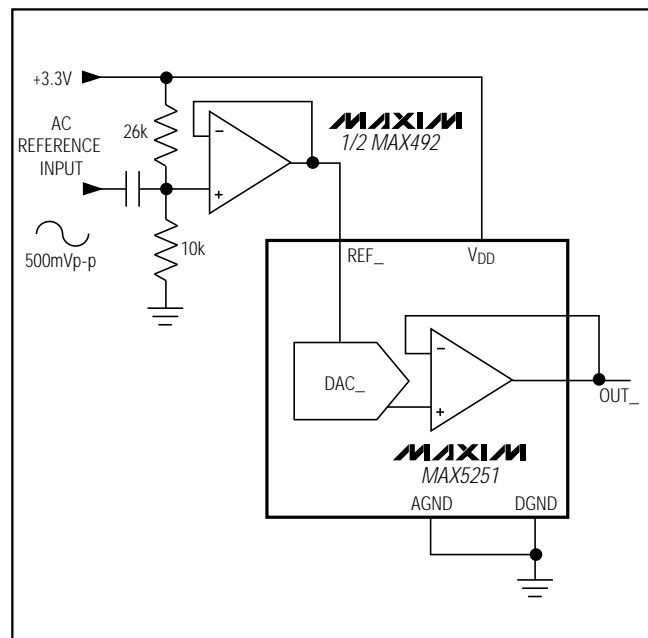 +3.3V
AC
REFERENCE
INPUT
500mVp-p
26k
10k
−
+
MAXIM
1/2 MAX492
REF_
VDD
DAC_
−
+
OUT_
MAXIM
MAX5251
AGND
DGND